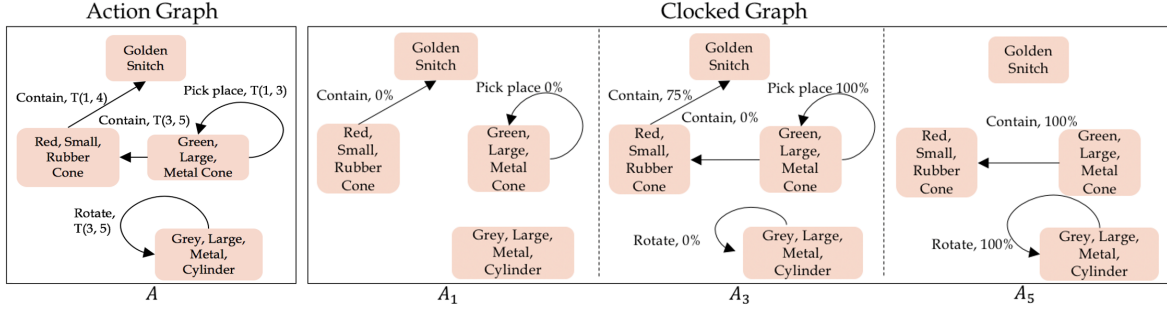 Action Graph
Golden
Snitch
Contain, T(1, 4)
Pick place, T(1, 3)
Contain, T(3, 5)
Red, Small,
Rubber
Cone
Green,
Large,
Metal Cone
Rotate,
T(3, 5)
Grey, Large,
Metal,
Cylinder
A
Clocked Graph
Golden
Snitch
Contain, 0%
Pick place 0%
Red,
Small,
Rubber
Cone
Green,
Large,
Metal
Cone
Grey, Large,
Metal,
Cylinder
A₁
Golden
Snitch
Contain, 75%
Pick place 100%
Contain, 0%
Red,
Small,
Rubber
Cone
Green,
Large,
Metal
Cone
Rotate, 0%
Grey, Large,
Metal,
Cylinder
A₃
Golden
Snitch
Contain, 100%
Red,
Small,
Rubber
Cone
Green,
Large,
Metal
Cone
Rotate, 100%
Grey, Large,
Metal,
Cylinder
A₅